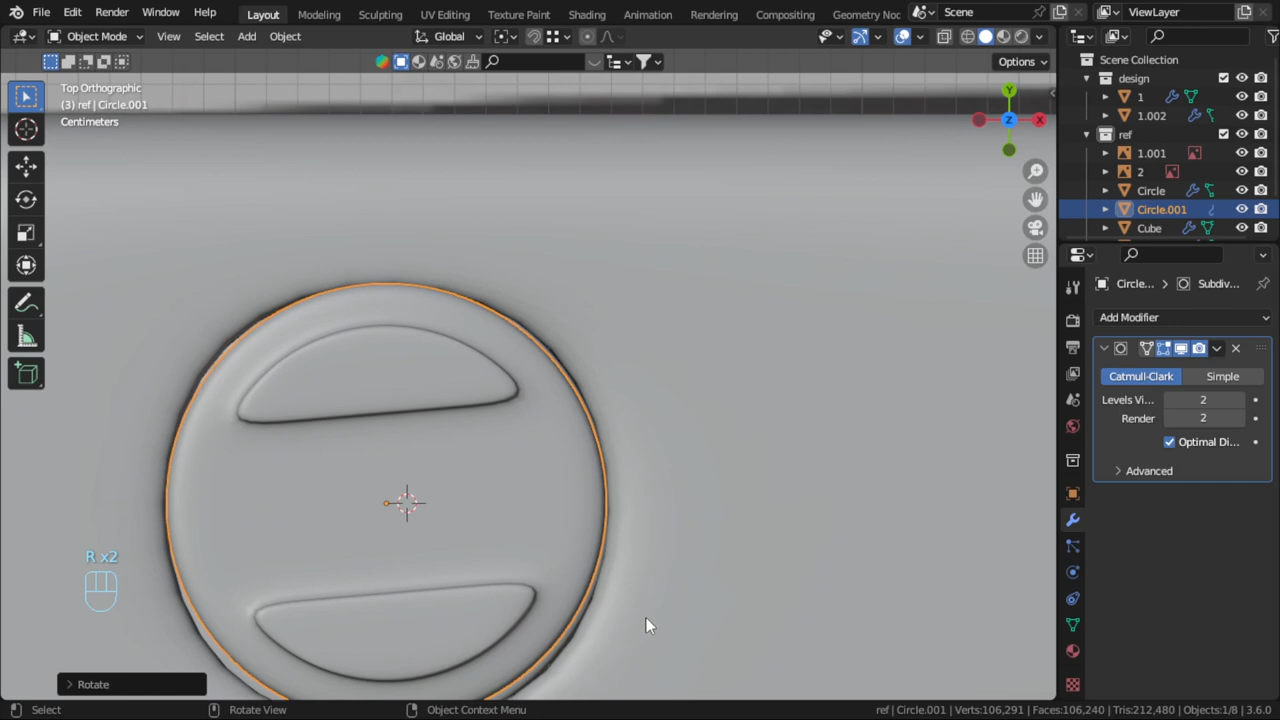 File Edit Render Window Help Layout Modeling Sculpting UV Editing Texture Paint Shading Animation Rendering Compositing Geometry Noc Scene ViewLayer
Object Mode View Select Add Object Global
Options
Top Orthographic
(3) ref | Circle.001
Centimeters
Y
Z
X
Scene Collection
design
1
1.002
ref
1.001
2
Circle
Circle.001
Cube
Circle... > Subdiv...
Add Modifier
Catmull-Clark Simple
Levels Vi... 2
Render 2
Optimal Di...
Advanced
R x2
Rotate
Select Rotate View Object Context Menu ref | Circle.001 | Verts:106,291 | Faces:106,240 | Tris:212,480 | Objects:1/8 | 3.6.0